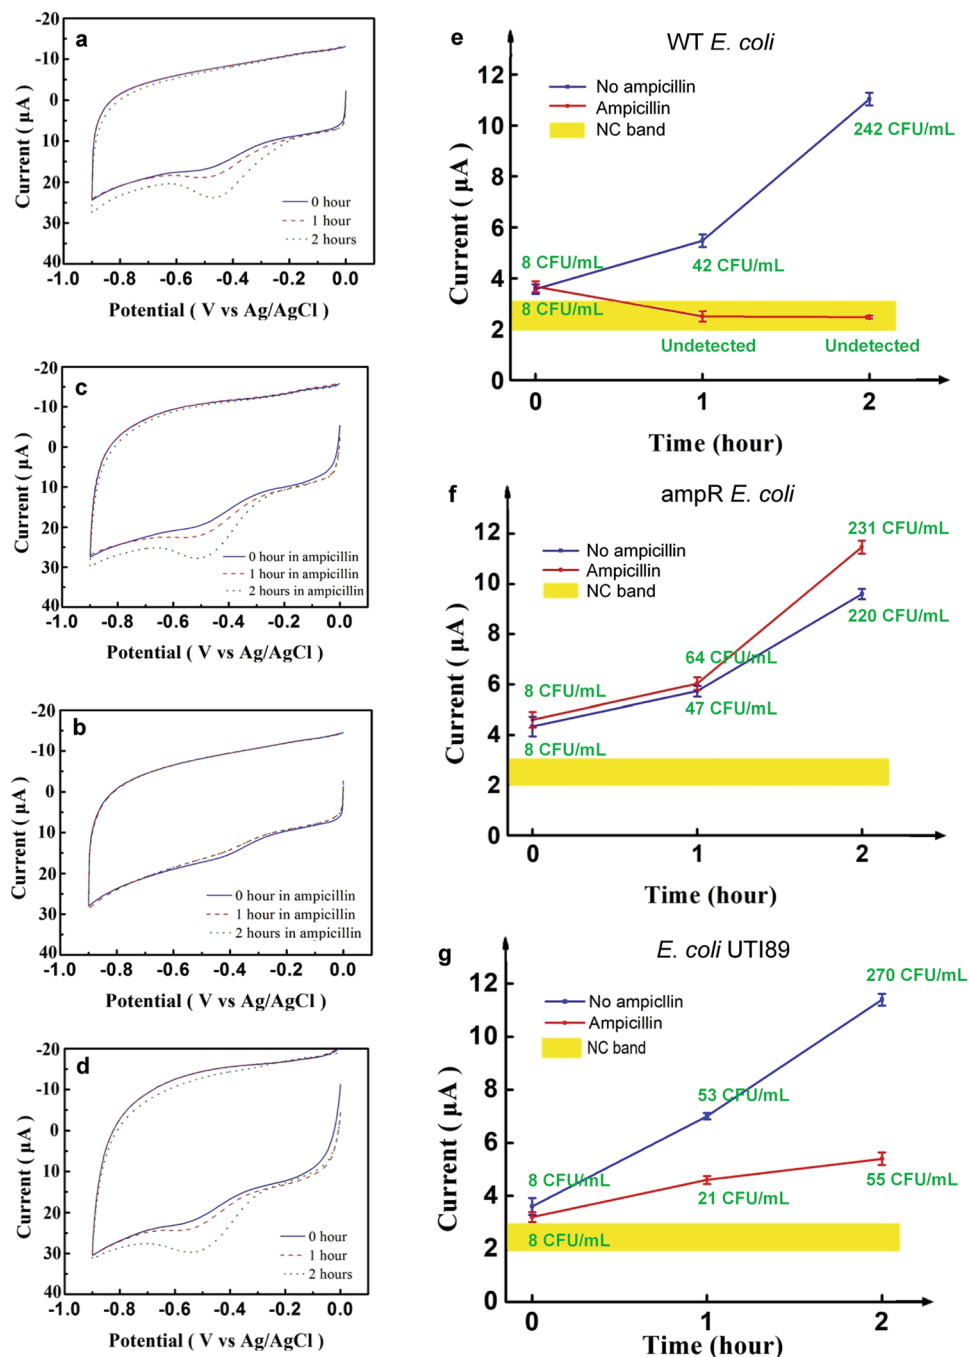 a
-20
-10
0
10
20
30
40
Current ( µA )
0 hour
1 hour
2 hours
-1.0 -0.8 -0.6 -0.4 -0.2 0.0
Potential ( V vs Ag/AgCl )
c
-20
-10
0
10
20
30
40
Current ( µA )
0 hour in ampicillin
1 hour in ampicillin
2 hours in ampicillin
-1.0 -0.8 -0.6 -0.4 -0.2 0.0
Potential ( V vs Ag/AgCl )
b
-20
-10
0
10
20
30
40
Current ( µA )
0 hour in ampicillin
1 hour in ampicillin
2 hours in ampicillin
-1.0 -0.8 -0.6 -0.4 -0.2 0.0
Potential ( V vs Ag/AgCl )
d
-20
-10
0
10
20
30
40
Current ( µA )
0 hour
1 hour
2 hours
-1.0 -0.8 -0.6 -0.4 -0.2 0.0
Potential ( V vs Ag/AgCl )
e
WT E. coli
12
10
8
6
4
2
0
Current ( µA )
No ampicillin
Ampicillin
NC band
242 CFU/mL
8 CFU/mL
42 CFU/mL
8 CFU/mL
Undetected
Undetected
0 1 2
Time (hour)
f
ampR E. coli
12
10
8
6
4
2
0
Current ( µA )
No ampicillin
Ampicillin
NC band
231 CFU/mL
220 CFU/mL
64 CFU/mL
8 CFU/mL
47 CFU/mL
8 CFU/mL
0 1 2
Time (hour)
g
E. coli UTI89
12
10
8
6
4
2
0
Current ( µA )
No ampicllin
Ampicillin
NC band
270 CFU/mL
53 CFU/mL
8 CFU/mL
55 CFU/mL
21 CFU/mL
8 CFU/mL
0 1 2
Time (hour)